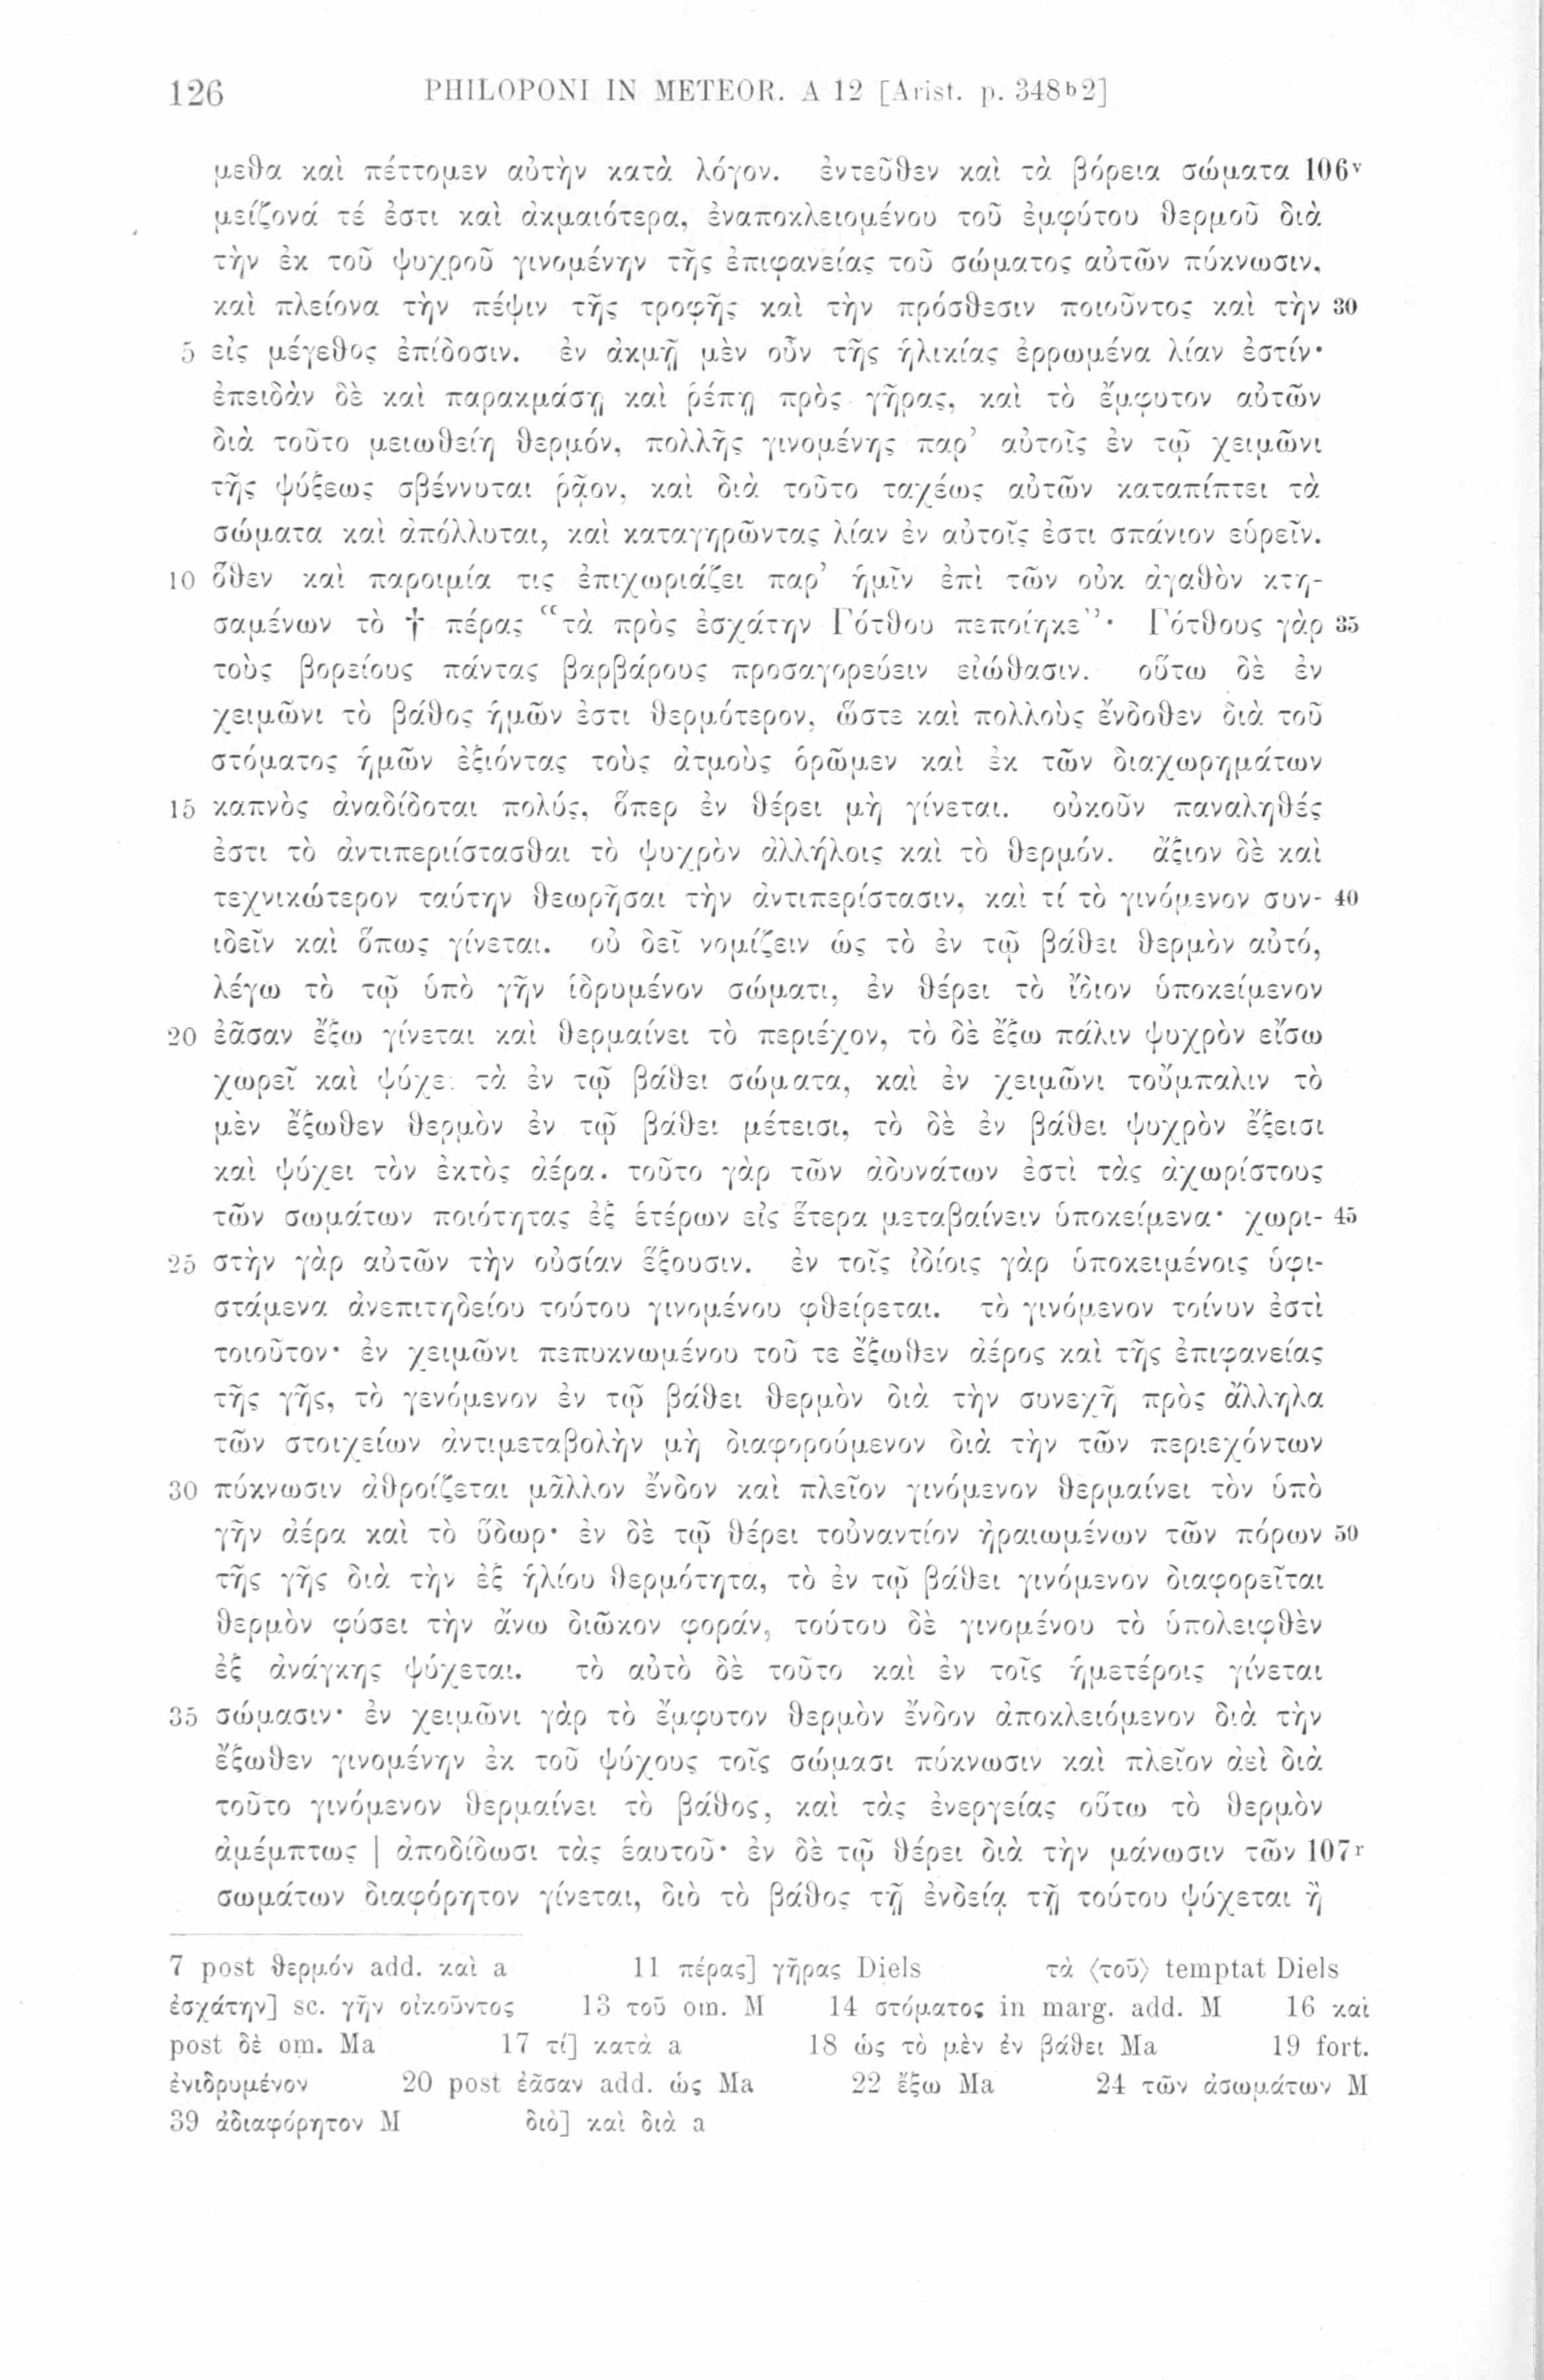 126 PHILOPONI IN METEOR. A 12 [Arist. p. 348b2]
μεθα καὶ πέττομεν αὐτὴν κατὰ λόγον. ἐντεῦθεν καὶ τὰ βόρεια σώματα 106v
μείζονά τέ ἐστι καὶ ἀκμαιότερα, ἐναποκλειομένου τοῦ ἐμφύτου θερμοῦ διὰ
τὴν ἐκ τοῦ ψυχροῦ γινομένην τῆς ἐπιφανείας τοῦ σώματος αὐτῶν πύκνωσιν,
καὶ πλείονα τὴν πέψιν τῆς τροφῆς καὶ τὴν πρόσθεσιν ποιοῦντος καὶ τὴν 30
5 εἰς μέγεθος ἐπίδοσιν. ἐν ἀκμῇ μὲν οὖν τῆς ἡλικίας ἐρρωμένα λίαν ἐστίν·
ἐπειδὰν δὲ καὶ παρακμάσῃ καὶ ῥέπῃ πρὸς γῆρας, καὶ τὸ ἔμφυτον αὐτῶν
διὰ τοῦτο μειωθείη θερμόν, πολλῆς γινομένης παρ’ αὐτοῖς ἐν τῷ χειμῶνι
τῆς ψύξεως σβέννυται ῥᾷον, καὶ διὰ τοῦτο ταχέως αὐτῶν καταπίπτει τὰ
σώματα καὶ ἀπόλλυται, καὶ καταγηρῶντας λίαν ἐν αὐτοῖς ἐστι σπάνιον εὑρεῖν.
10 ὅθεν καὶ παροιμία τις ἐπιχωριάζει παρ’ ἡμῖν ἐπὶ τῶν οὐκ ἀγαθὸν κτη-
σαμένων τὸ † πέρας “τὰ πρὸς ἐσχάτην Γότθου πεποίηκε”· Γότθους γὰρ 35
τοὺς βορείους πάντας βαρβάρους προσαγορεύειν εἰώθασιν. οὕτω δὲ ἐν
χειμῶνι τὸ βάθος ἡμῶν ἐστι θερμότερον, ὥστε καὶ πολλοὺς ἔνδοθεν διὰ τοῦ
στόματος ἡμῶν ἐξιόντας τοὺς ἀτμοὺς ὁρῶμεν καὶ ἐκ τῶν διαχωρημάτων
15 καπνὸς ἀναδίδοται πολύς, ὅπερ ἐν θέρει μὴ γίνεται. οὐκοῦν παναληθές
ἐστι τὸ ἀντιπεριίστασθαι τὸ ψυχρὸν ἀλλήλοις καὶ τὸ θερμόν. ἄξιον δὲ καὶ
τεχνικώτερον ταύτην θεωρῆσαι τὴν ἀντιπερίστασιν, καὶ τί τὸ γινόμενον συν- 40
ιδεῖν καὶ ὅπως γίνεται. οὐ δεῖ νομίζειν ὡς τὸ ἐν τῷ βάθει θερμὸν αὐτό,
λέγω τὸ τῷ ὑπὸ γῆν ἱδρυμένον σώματι, ἐν θέρει τὸ ἴδιον ὑποκείμενον
20 ἐᾶσαν ἔξω γίνεται καὶ θερμαίνει τὸ περιέχον, τὸ δὲ ἔξω πάλιν ψυχρὸν εἴσω
χωρεῖ καὶ ψύχει τὰ ἐν τῷ βάθει σώματα, καὶ ἐν χειμῶνι τοὔμπαλιν τὸ
μὲν ἔξωθεν θερμὸν ἐν τῷ βάθει μέτεισι, τὸ δὲ ἐν βάθει ψυχρὸν ἔξεισι
καὶ ψύχει τὸν ἐκτὸς ἀέρα. τοῦτο γὰρ τῶν ἀδυνάτων ἐστὶ τὰς ἀχωρίστους
τῶν σωμάτων ποιότητας ἐξ ἑτέρων εἰς ἕτερα μεταβαίνειν ὑποκείμενα· χωρι- 45
25 στὴν γὰρ αὐτῶν τὴν οὐσίαν ἕξουσιν. ἐν τοῖς ἰδίοις γὰρ ὑποκειμένοις ὑφι-
στάμενα ἀνεπιτηδείου τούτου γινομένου φθείρεται. τὸ γινόμενον τοίνυν ἐστὶ
τοιοῦτον· ἐν χειμῶνι πεπυκνωμένου τοῦ τε ἔξωθεν ἀέρος καὶ τῆς ἐπιφανείας
τῆς γῆς, τὸ γενόμενον ἐν τῷ βάθει θερμὸν διὰ τὴν συνεχῆ πρὸς ἄλληλα
τῶν στοιχείων ἀντιμεταβολὴν μὴ διαφορούμενον διὰ τὴν τῶν περιεχόντων
30 πύκνωσιν ἀθροίζεται μᾶλλον ἔνδον καὶ πλεῖον γινόμενον θερμαίνει τὸν ὑπὸ
γῆν ἀέρα καὶ τὸ ὕδωρ· ἐν δὲ τῷ θέρει τοὐναντίον ἠραιωμένων τῶν πόρων 50
τῆς γῆς διὰ τὴν ἐξ ἡλίου θερμότητα, τὸ ἐν τῷ βάθει γινόμενον διαφορεῖται
θερμὸν φύσει τὴν ἄνω διῶκον φοράν, τούτου δὲ γινομένου τὸ ὑπολειφθὲν
ἐξ ἀνάγκης ψύχεται. τὸ αὐτὸ δὲ τοῦτο καὶ ἐν τοῖς ἡμετέροις γίνεται
35 σώμασιν· ἐν χειμῶνι γὰρ τὸ ἔμφυτον θερμὸν ἔνδον ἀποκλειόμενον διὰ τὴν
ἔξωθεν γινομένην ἐκ τοῦ ψύχους τοῖς σώμασι πύκνωσιν καὶ πλεῖον ἀεὶ διὰ
τοῦτο γινόμενον θερμαίνει τὸ βάθος, καὶ τὰς ἐνεργείας οὕτω τὸ θερμὸν
ἀμέμπτως | ἀποδίδωσι τὰς ἑαυτοῦ· ἐν δὲ τῷ θέρει διὰ τὴν μάνωσιν τῶν 107r
σωμάτων διαφόρητον γίνεται, διὸ τὸ βάθος τῇ ἐνδείᾳ τῇ τούτου ψύχεται ἢ
7 post θερμόν add. καὶ a 11 πέρας] γῆρας Diels τὰ ⟨τοῦ⟩ temptat Diels
ἐσχάτην] sc. γῆν οἰκοῦντος 13 τοῦ om. M 14 στόματος in marg. add. M 16 καὶ
post δὲ om. Ma 17 τί] κατὰ a 18 ὡς τὸ μὲν ἐν βάθει Ma 19 fort.
ἐνιδρυμένον 20 post ἐᾶσαν add. ὡς Ma 22 ἔξω Ma 24 τῶν ἀσωμάτων M
39 ἀδιαφόρητον M διὸ] καὶ διὰ a